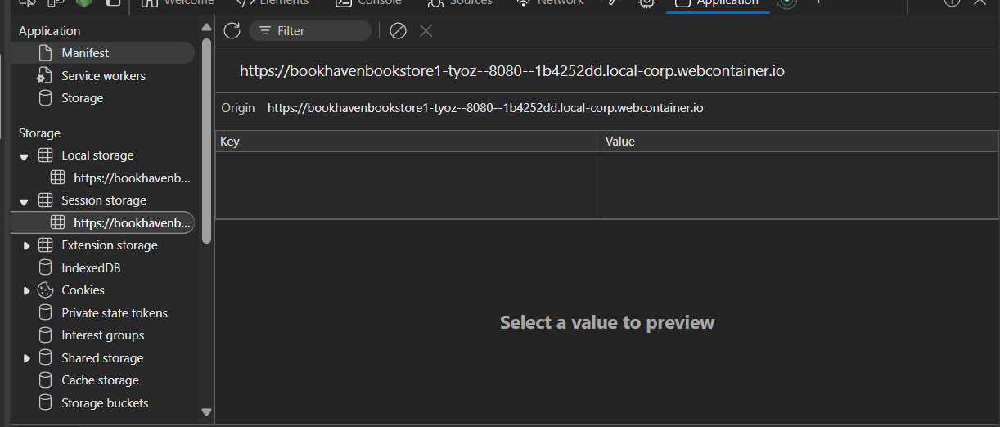 Welcome
Elements
Console
Sources
Network
Application
Application
Manifest
Service workers
Storage
Storage
Local storage
https://bookhavenb...
Session storage
https://bookhavenb...
Extension storage
IndexedDB
Cookies
Private state tokens
Interest groups
Shared storage
Cache storage
Storage buckets
Filter
https://bookhavenbookstore1-tyoz--8080--1b4252dd.local-corp.webcontainer.io
Origin https://bookhavenbookstore1-tyoz--8080--1b4252dd.local-corp.webcontainer.io
Key Value
Select a value to preview